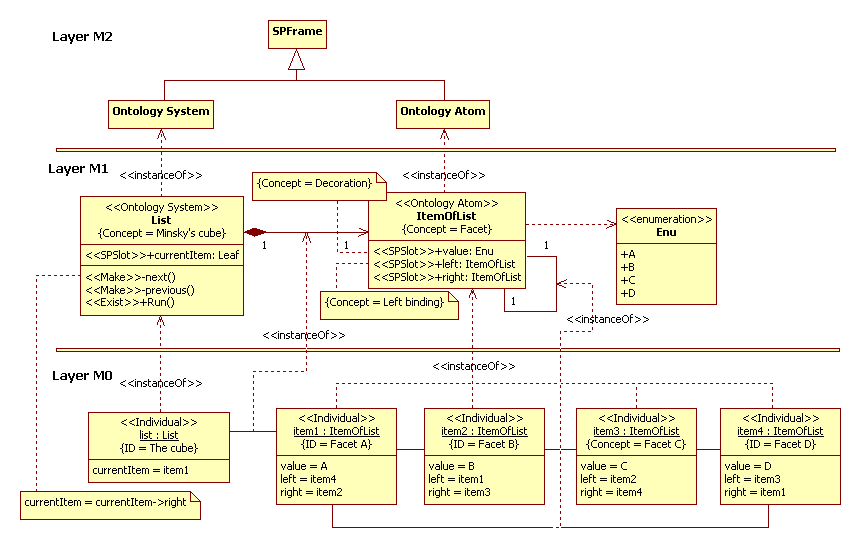 SPFrame
Layer M2
Ontology System
Ontology Atom
Layer M1
<<instanceOf>>
<<instanceOf>>
{Concept = Decoration}
<<Ontology System>>
List
{Concept = Minsky's cube}
<<SPSlot>>+currentItem: Leaf
<<Make>>-next()
<<Make>>-previous()
<<Exist>>+Run()
1
1
<<Ontology Atom>>
ItemOfList
{Concept = Facet}
<<SPSlot>>+value: Enu
<<SPSlot>>+left: ItemOfList
<<SPSlot>>+right: ItemOfList
1
1
<<enumeration>>
Enu
+A
+B
+C
+D
{Concept = Left binding}
<<instanceOf>>
<<instanceOf>>
Layer M0
<<instanceOf>>
<<instanceOf>>
<<Individual>>
list : List
{ID = The cube}
currentItem = item1
<<Individual>>
item1 : ItemOfList
{ID = Facet A}
value = A
left = item4
right = item2
<<Individual>>
item2 : ItemOfList
{ID = Facet B}
value = B
left = item1
right = item3
<<Individual>>
item3 : ItemOfList
{Concept = Facet C}
value = C
left = item2
right = item4
<<Individual>>
item4 : ItemOfList
{ID = Facet D}
value = D
left = item3
right = item1
currentItem = currentItem->right